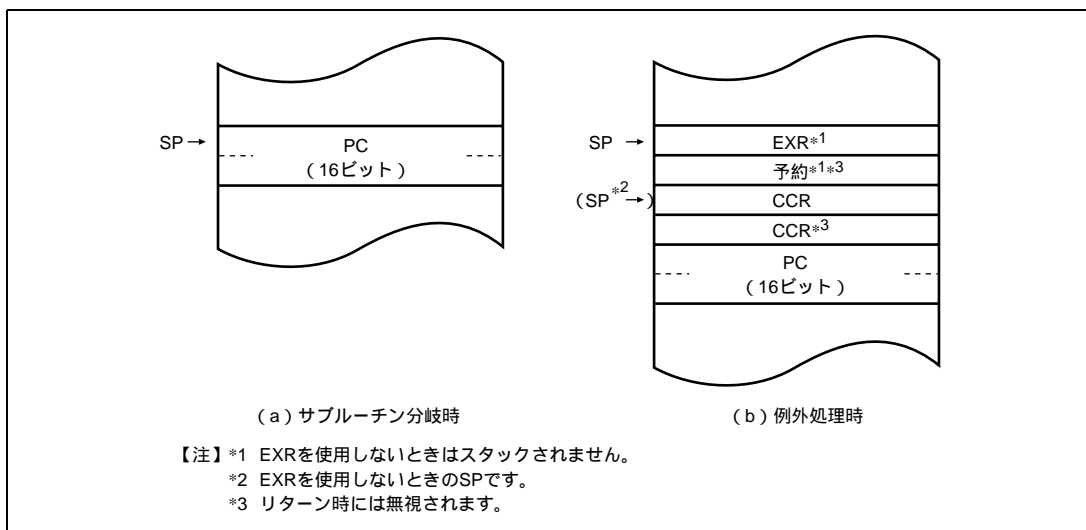 SP→ PC
(16ビット)
SP → EXR*1
予約*1*3
(SP*2→) CCR
CCR*3
PC
(16ビット)
(a)サブルーチン分岐時
(b)例外処理時
【注】*1 EXRを使用しないときはスタックされません。
*2 EXRを使用しないときのSPです。
*3 リターン時には無視されます。